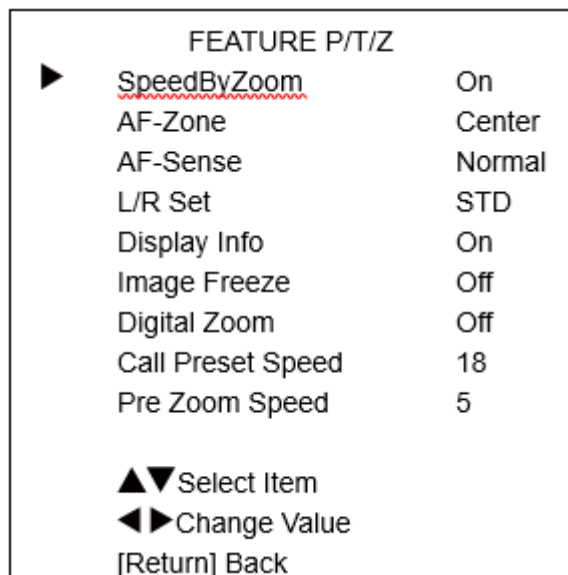 FEATURE P/T/Z
▶ SpeedByZoom On
AF-Zone Center
AF-Sense Normal
L/R Set STD
Display Info On
Image Freeze Off
Digital Zoom Off
Call Preset Speed 18
Pre Zoom Speed 5
▲▼Select Item
◀▶Change Value
[Return] Back